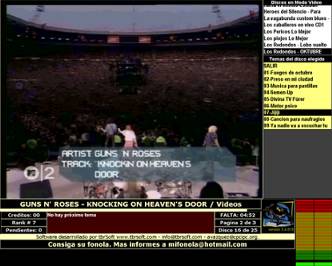 Discos en Modo Video
Heroes del Silencio - Para
La vagabunda custom blues -
Los caballeros en vivo CD1
Los Pericos Lo Mejor
Los piojos Lo Mejor
Los Redondos - Lobo suelto
Los Redondos - OKTUBRE
Temas del disco elegido
SALIR
01 Fuegos de octubre
02 Preso en mi ciudad
03 Musica para pastillas
04 Semen Up
05 Divina TV Fuhrer
06 Motor psico
07 Jijiji
08 Cancion para naufragios
09 Ya nadie va a escuchar tu
ARTIST GUNS N' ROSES
TRACK: KNOCKIN ON HEAVEN'S
DOOR
GUNS N' ROSES - KNOCKING ON HEAVEN'S DOOR / Videos
Creditos: 00
No hay próximo tema
FALTA: 04:52
Rank # 7
Pagina 2 de 3
Pendientes: 0
Disco 16 de 25
Software desarrollado por tbrSoft. www.tbrsoft.com - info@tbrsoft.com - avazquez@cpcipc.org
Consiga su fonola. Mas informes a mifonola@hotmail.com